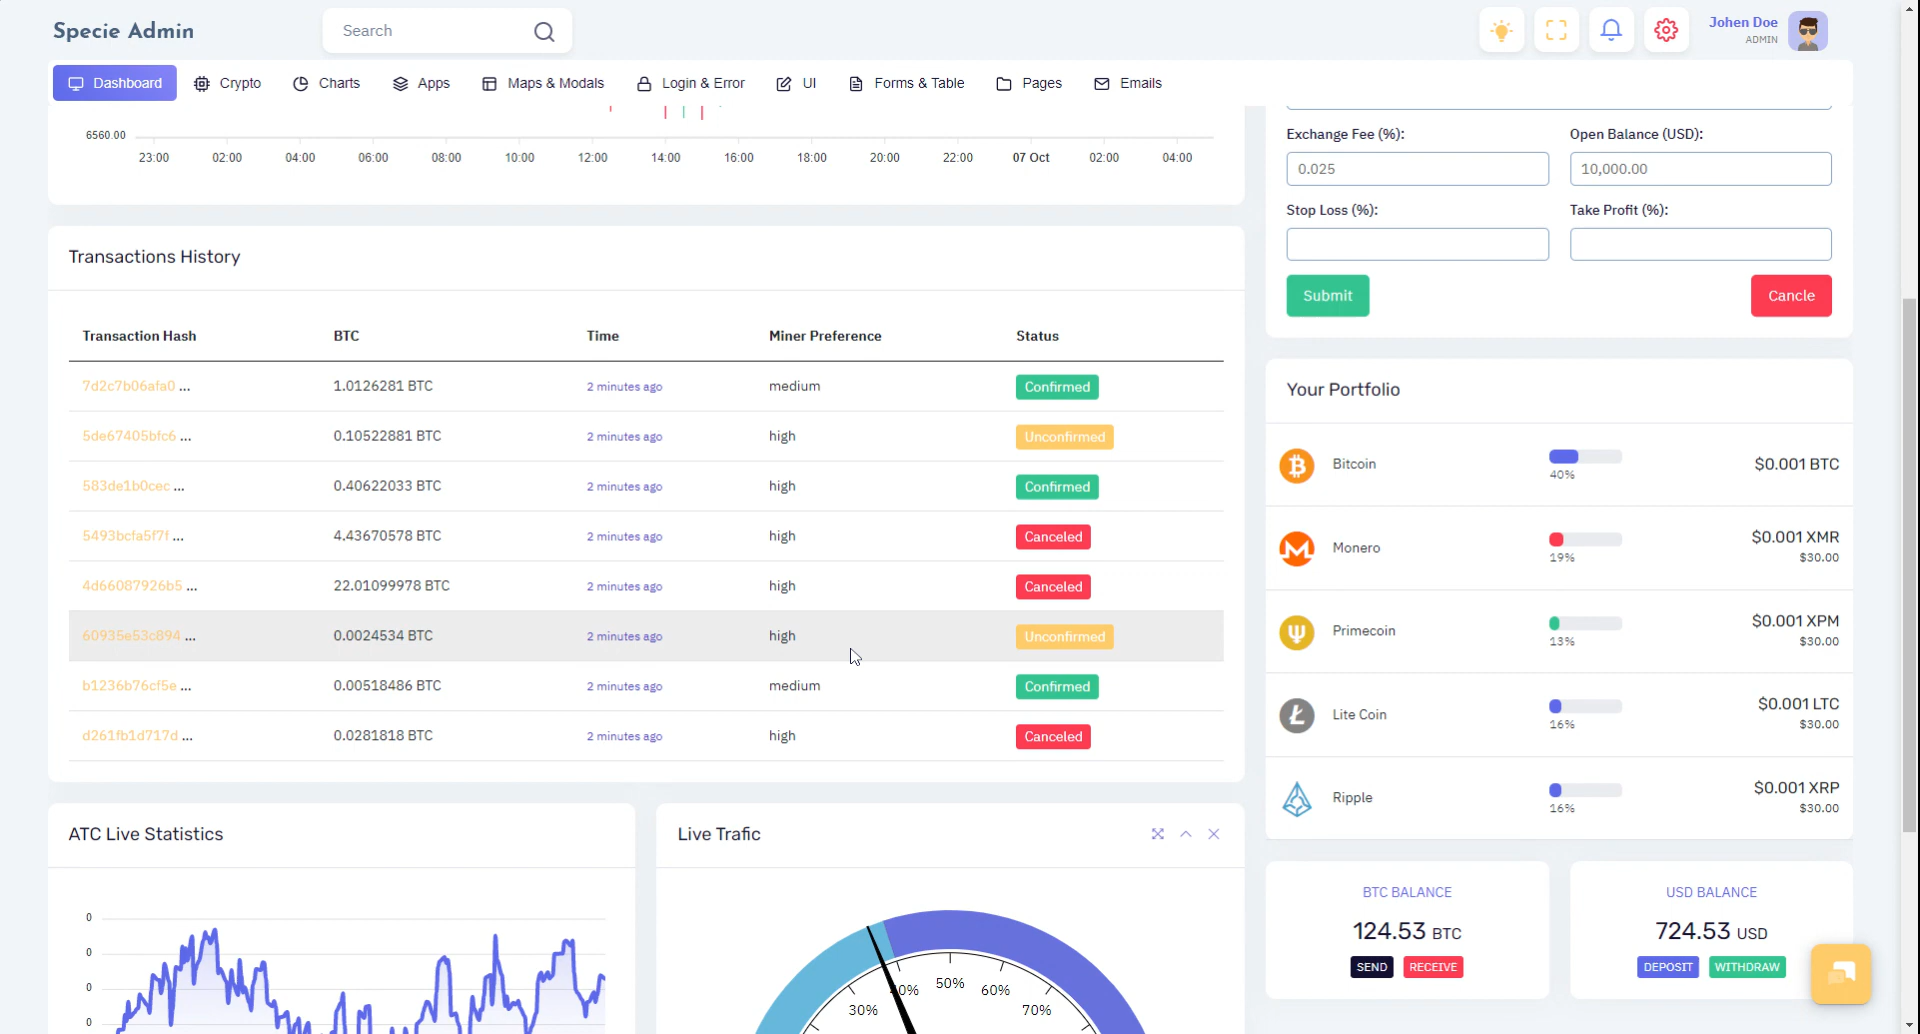 Specie Admin
Search
Johen Doe
ADMIN
Dashboard
Crypto
Charts
Apps
Maps & Modals
Login & Error
UI
Forms & Table
Pages
Emails
6560.00
23:00 02:00 04:00 06:00 08:00 10:00 12:00 14:00 16:00 18:00 20:00 22:00 07 Oct 02:00 04:00
Exchange Fee (%): Open Balance (USD):
0.025 10,000.00
Stop Loss (%): Take Profit (%):
Submit Cancle
Transactions History
Transaction Hash BTC Time Miner Preference Status
7d2c7b06afa0 ... 1.0126281 BTC 2 minutes ago medium Confirmed
5de67405bfc6 ... 0.10522881 BTC 2 minutes ago high Unconfirmed
583de1b0cec ... 0.40622033 BTC 2 minutes ago high Confirmed
5493bcfa5f7f ... 4.43670578 BTC 2 minutes ago high Canceled
4d66087926b5 ... 22.01099978 BTC 2 minutes ago high Canceled
60935e53c894 ... 0.0024534 BTC 2 minutes ago high Unconfirmed
b1236b76cf5e ... 0.00518486 BTC 2 minutes ago medium Confirmed
d261fb1d717d ... 0.0281818 BTC 2 minutes ago high Canceled
Your Portfolio
Bitcoin 40% $0.001 BTC
Monero 19% $0.001 XMR
$30.00
Primecoin 13% $0.001 XPM
$30.00
Lite Coin 16% $0.001 LTC
$30.00
Ripple 16% $0.001 XRP
$30.00
ATC Live Statistics
0
0
0
0
Live Trafic
30% 50% 60% 70%
BTC BALANCE
124.53 BTC
SEND RECEIVE
USD BALANCE
724.53 USD
DEPOSIT WITHDRAW